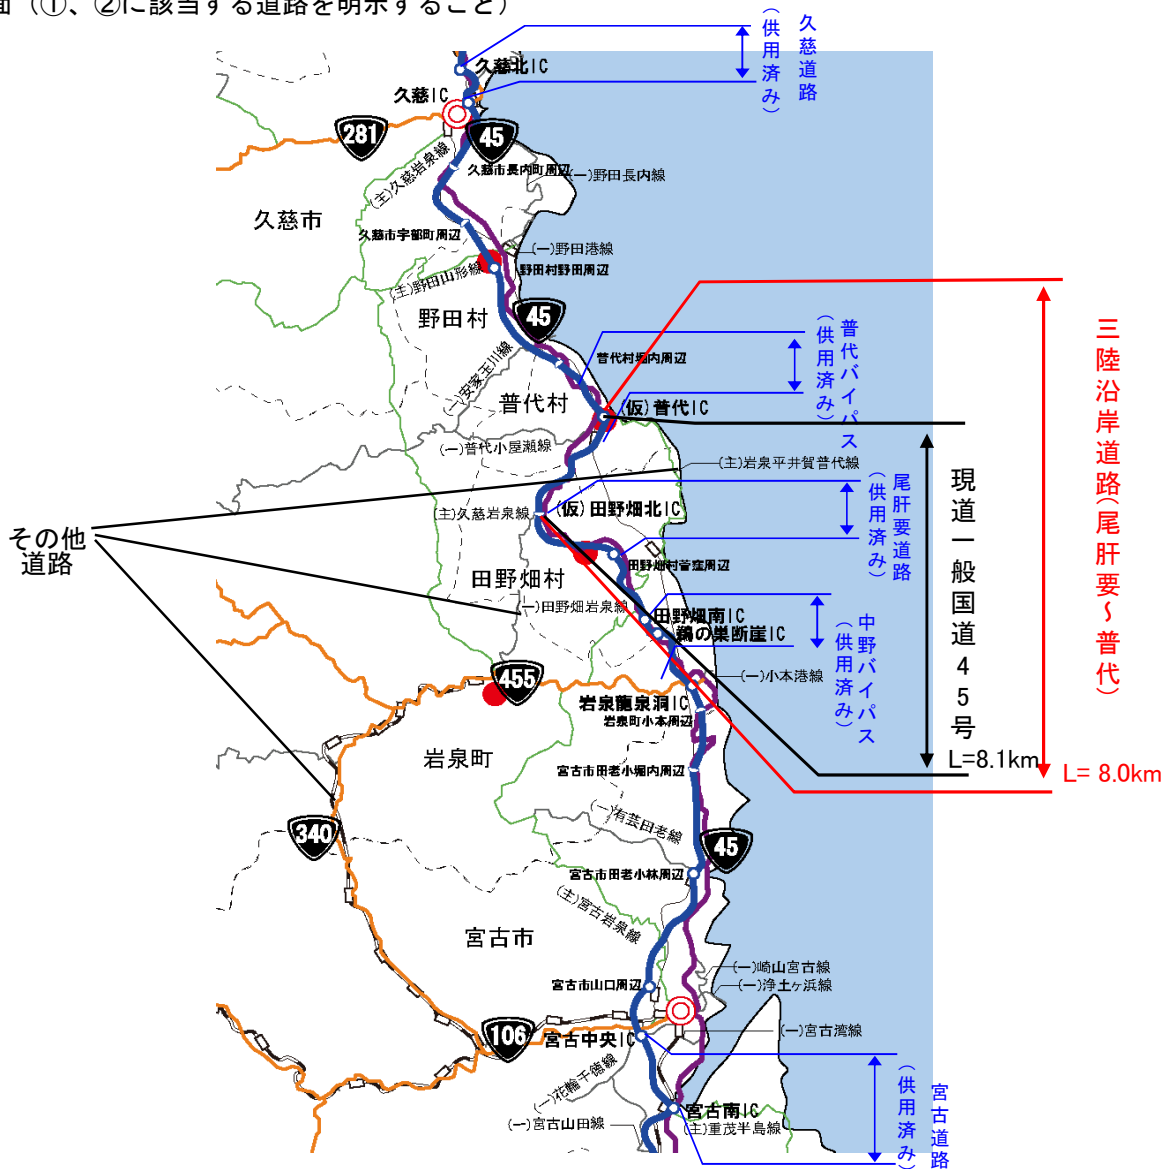 面（①、②に該当する道路を明示すること）
久慈道路
（供用済み）
久慈北IC
久慈IC
281
45
(主)久慈岩泉線
久慈市長内町周辺
(一)野田長内線
久慈市
久慈市宇部町周辺
(一)野田港線
(主)野田山形線
野田村野田周辺
野田村
45
普代バイパス
（供用済み）
三陸沿岸道路（尾肝要～普代）
(一)安家玉川線
普代村堀内周辺
普代村
(仮)普代IC
(一)普代小屋瀬線
(主)岩泉平井賀普代線
現道一般国道45号
尾肝要道路
（供用済み）
(主)久慈岩泉線
(仮)田野畑北IC
その他
道路
田野畑村菅窪周辺
田野畑村
(一)田野畑岩泉線
田野畑南IC
鵜の巣断崖IC
中野バイパス
（供用済み）
455
(一)小本港線
岩泉龍泉洞IC
岩泉町小本周辺
岩泉町
L=8.1km
L= 8.0km
宮古市田老小堀内周辺
(一)有芸田老線
340
45
宮古市田老小林周辺
(主)宮古岩泉線
宮古市
(一)崎山宮古線
宮古市山口周辺
(一)浄土ヶ浜線
106
宮古中央IC
(一)宮古湾線
(一)花輪千徳線
宮古道路
（供用済み）
宮古南IC
(一)宮古山田線
(主)重茂半島線